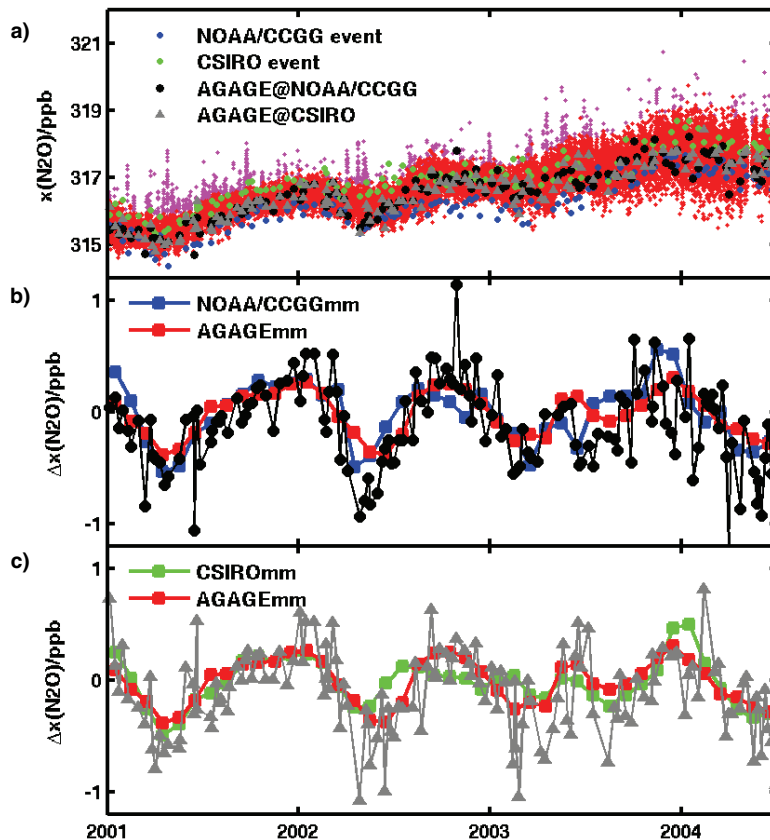 a)
321
319
317
315
x(N2O)/ppb
NOAA/CCGG event
CSIRO event
AGAGE@NOAA/CCGG
AGAGE@CSIRO
b)
1
0
-1
Δx(N2O)/ppb
NOAA/CCGGmm
AGAGEmm
c)
1
0
-1
Δx(N2O)/ppb
CSIROmm
AGAGEmm
2001
2002
2003
2004